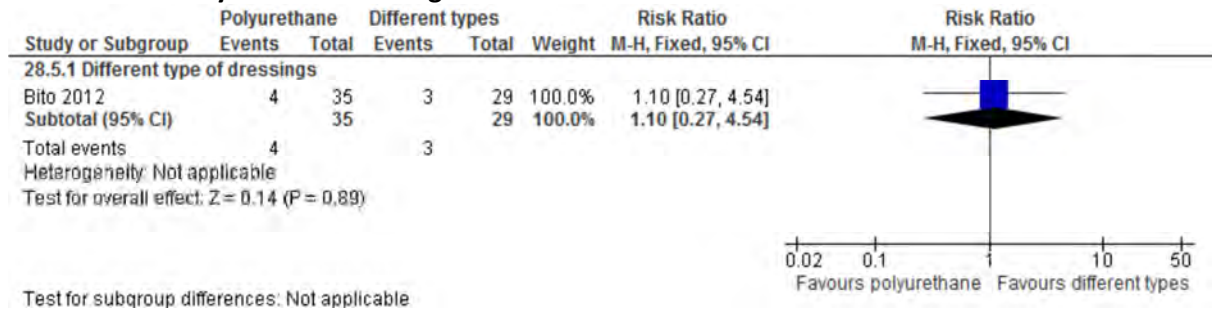 Polyurethane Different types Risk Ratio Risk Ratio
Study or Subgroup Events Total Events Total Weight M-H, Fixed, 95% CI M-H, Fixed, 95% CI
28.5.1 Different type of dressings
Bito 2012 4 35 3 29 100.0% 1.10 [0.27, 4.54]
Subtotal (95% CI) 35 29 100.0% 1.10 [0.27, 4.54]
Total events 4 3
Heterogeneity: Not applicable
Test for overall effect: Z = 0.14 (P = 0.89)
0.02 0.1 1 10 50
Favours polyurethane Favours different types
Test for subgroup differences: Not applicable